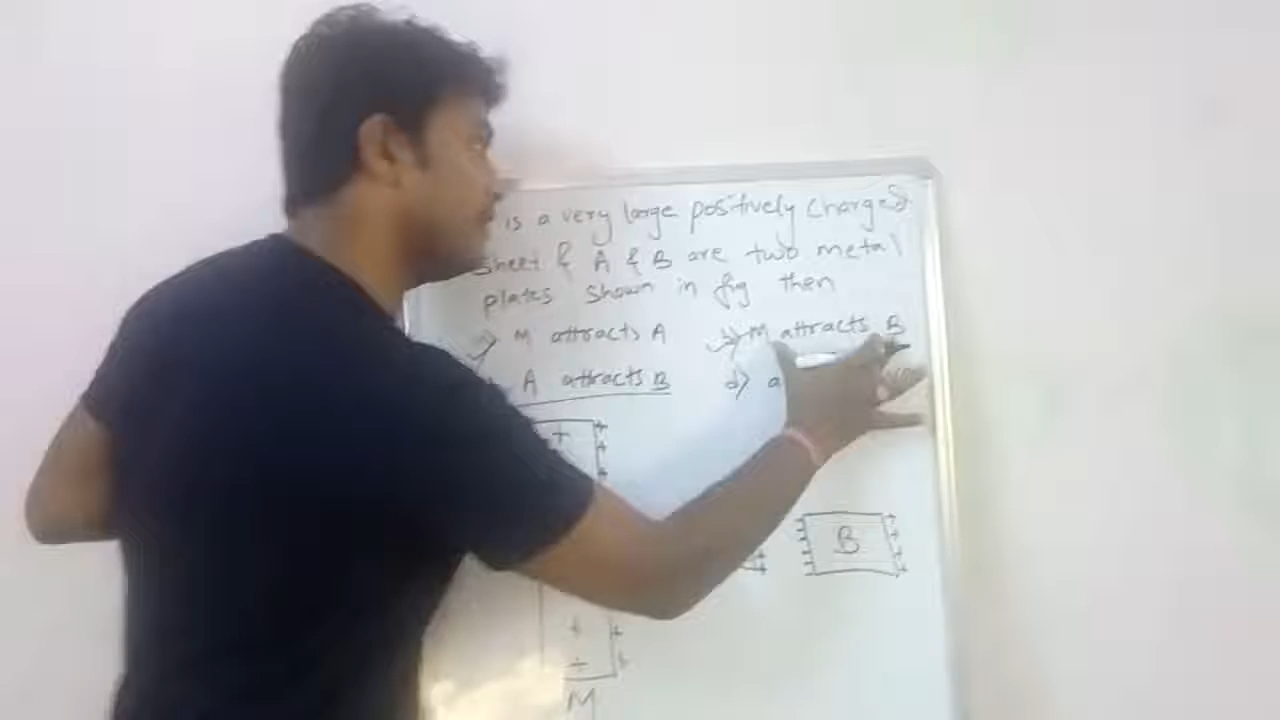 is a very large positively charged
sheet & A & B are two metal
plates shown in fig then
M attracts A b) M attracts B
A attracts B d) a
B
M